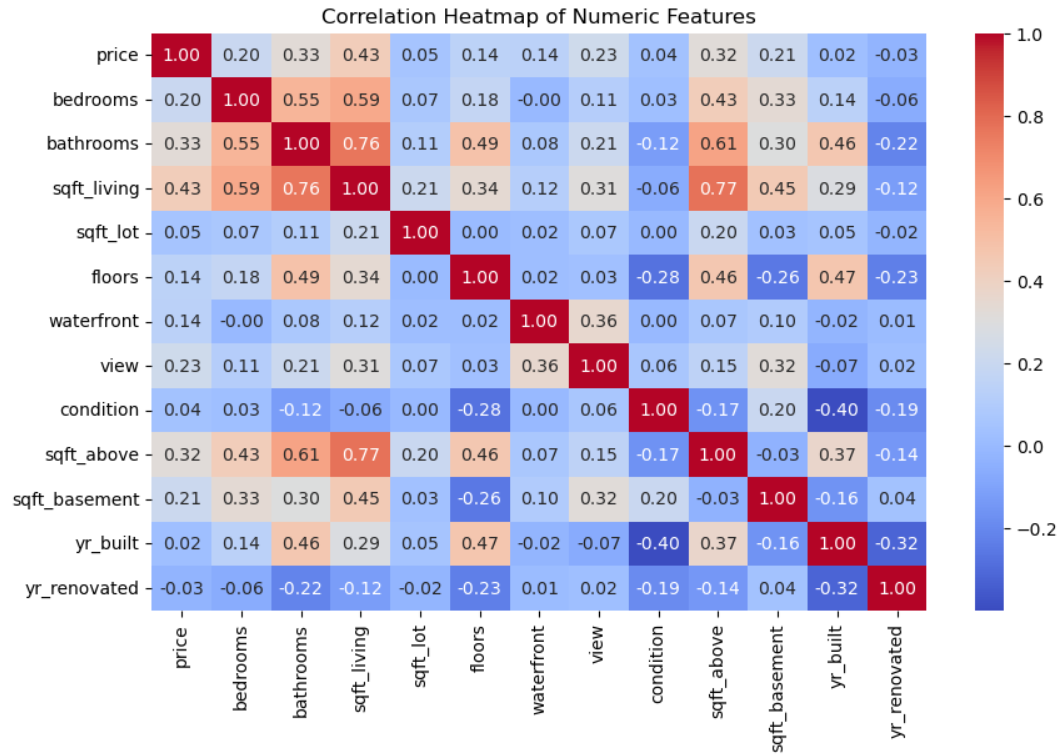 Correlation Heatmap of Numeric Features
price 1.00 0.20 0.33 0.43 0.05 0.14 0.14 0.23 0.04 0.32 0.21 0.02 -0.03
bedrooms 0.20 1.00 0.55 0.59 0.07 0.18 -0.00 0.11 0.03 0.43 0.33 0.14 -0.06
bathrooms 0.33 0.55 1.00 0.76 0.11 0.49 0.08 0.21 -0.12 0.61 0.30 0.46 -0.22
sqft_living 0.43 0.59 0.76 1.00 0.21 0.34 0.12 0.31 -0.06 0.77 0.45 0.29 -0.12
sqft_lot 0.05 0.07 0.11 0.21 1.00 0.00 0.02 0.07 0.00 0.20 0.03 0.05 -0.02
floors 0.14 0.18 0.49 0.34 0.00 1.00 0.02 0.03 -0.28 0.46 -0.26 0.47 -0.23
waterfront 0.14 -0.00 0.08 0.12 0.02 0.02 1.00 0.36 0.00 0.07 0.10 -0.02 0.01
view 0.23 0.11 0.21 0.31 0.07 0.03 0.36 1.00 0.06 0.15 0.32 -0.07 0.02
condition 0.04 0.03 -0.12 -0.06 0.00 -0.28 0.00 0.06 1.00 -0.17 0.20 -0.40 -0.19
sqft_above 0.32 0.43 0.61 0.77 0.20 0.46 0.07 0.15 -0.17 1.00 -0.03 0.37 -0.14
sqft_basement 0.21 0.33 0.30 0.45 0.03 -0.26 0.10 0.32 0.20 -0.03 1.00 -0.16 0.04
yr_built 0.02 0.14 0.46 0.29 0.05 0.47 -0.02 -0.07 -0.40 0.37 -0.16 1.00 -0.32
yr_renovated -0.03 -0.06 -0.22 -0.12 -0.02 -0.23 0.01 0.02 -0.19 -0.14 0.04 -0.32 1.00
price bedrooms bathrooms sqft_living sqft_lot floors waterfront view condition sqft_above sqft_basement yr_built yr_renovated
1.0
0.8
0.6
0.4
0.2
0.0
−0.2